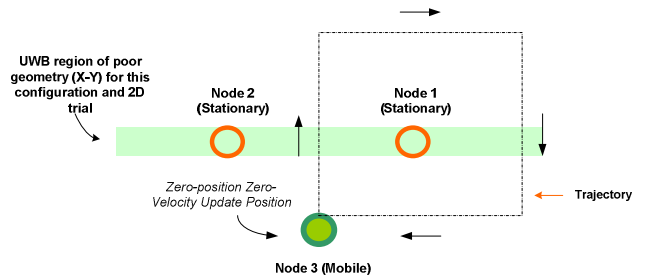 UWB region of poor
geometry (X-Y) for this
configuration and 2D
trial
Node 2
(Stationary)
Node 1
(Stationary)
Zero-position Zero-
Velocity Update Position
Trajectory
Node 3 (Mobile)